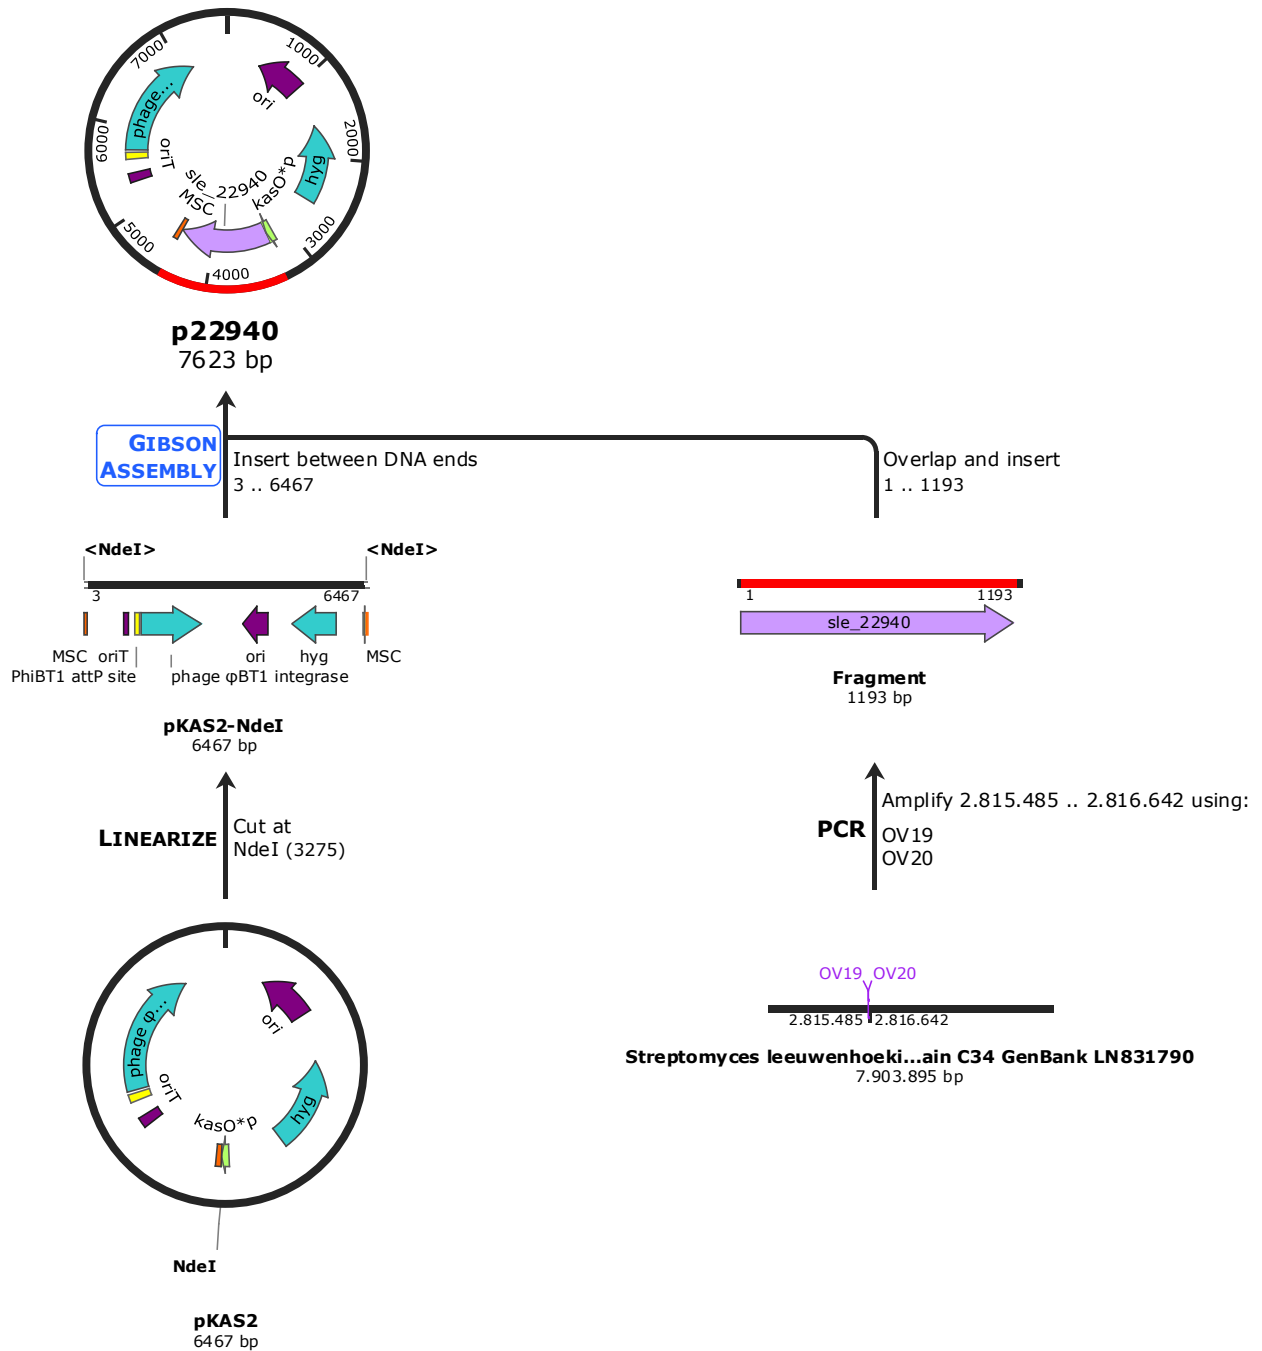 7000
1000
phage...
ori
6000
2000
oriT
sle_22940
kasO*p
hyg
MSC
5000
3000
4000
p22940
7623 bp
GIBSON
ASSEMBLY
Insert between DNA ends
3 .. 6467
Overlap and insert
1 .. 1193
<NdeI>
<NdeI>
3
6467
MSC
oriT
ori
hyg
MSC
PhiBT1 attP site
phage φBT1 integrase
pKAS2-NdeI
6467 bp
1
1193
sle_22940
Fragment
1193 bp
LINEARIZE
Cut at
NdeI (3275)
PCR
Amplify 2.815.485 .. 2.816.642 using:
OV19
OV20
phage φ...
ori
oriT
kasO*p
hyg
NdeI
pKAS2
6467 bp
OV19
OV20
2.815.485
2.816.642
Streptomyces leeuwenhoeki...ain C34 GenBank LN831790
7.903.895 bp